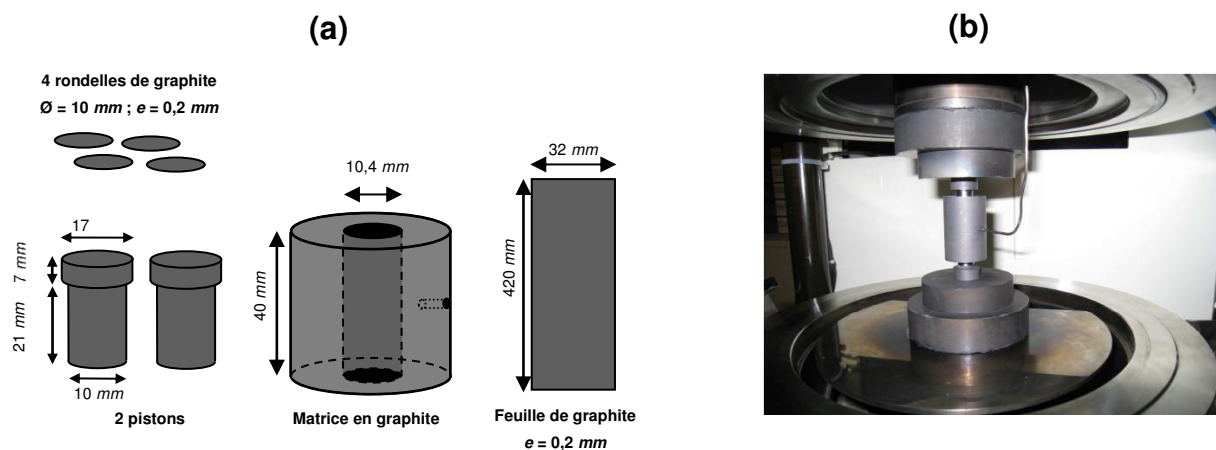 (a)
(b)
4 rondelles de graphite
Ø = 10 mm ; e = 0,2 mm
32 mm
10,4 mm
17
7 mm
21 mm
40 mm
420 mm
10 mm
2 pistons
Matrice en graphite
Feuille de graphite
e = 0,2 mm